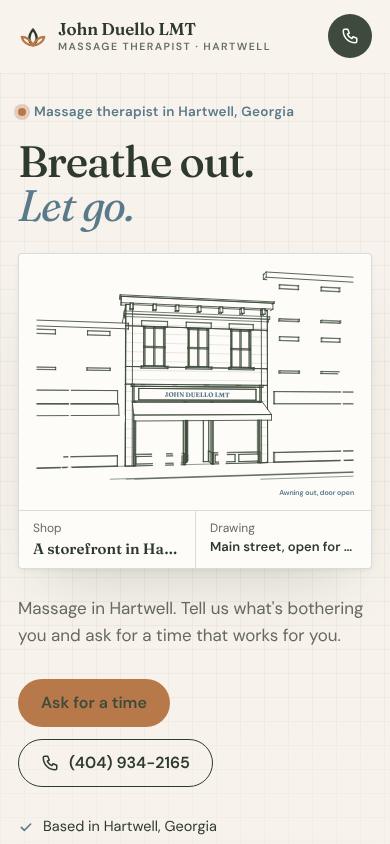 John Duello LMT
MASSAGE THERAPIST · HARTWELL
Massage therapist in Hartwell, Georgia
Breathe out.
Let go.
JOHN DUELLO LMT
Awning out, door open
Shop
A storefront in Ha...
Drawing
Main street, open for ...
Massage in Hartwell. Tell us what's bothering
you and ask for a time that works for you.
Ask for a time
(404) 934-2165
Based in Hartwell, Georgia